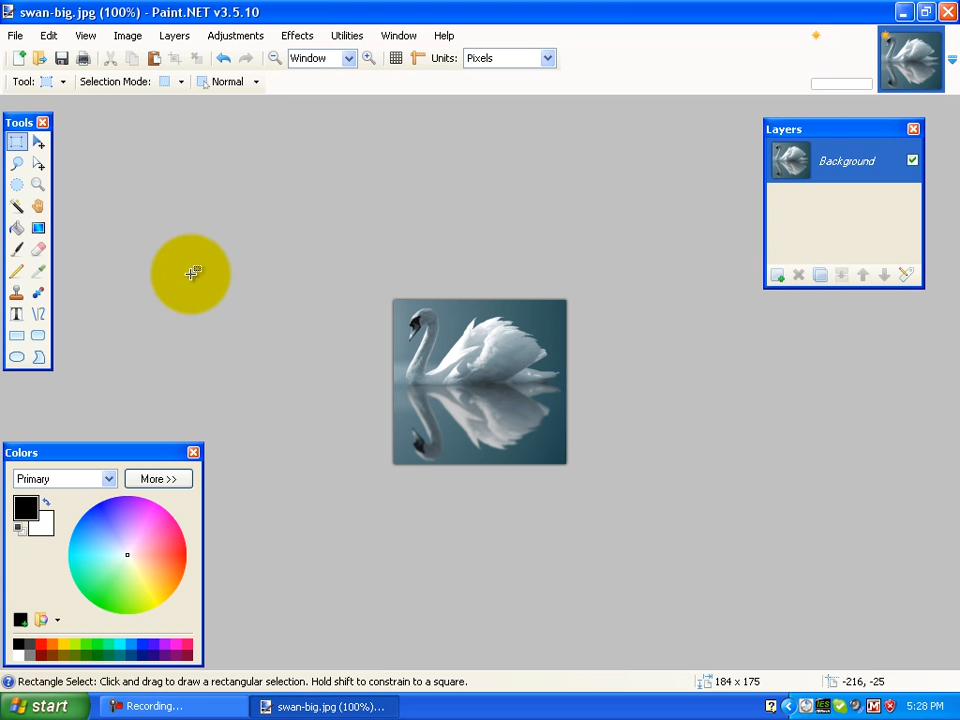 swan-big.jpg (100%) - Paint.NET v3.5.10
File Edit View Image Layers Adjustments Effects Utilities Window Help
Window Units: Pixels
Tool: Selection Mode: Normal
Tools
Layers
Background
Colors
Primary More >>
Rectangle Select: Click and drag to draw a rectangular selection. Hold shift to constrain to a square. 184 x 175 -216, -25
start Recording... swan-big.jpg (100%)... 5:28 PM